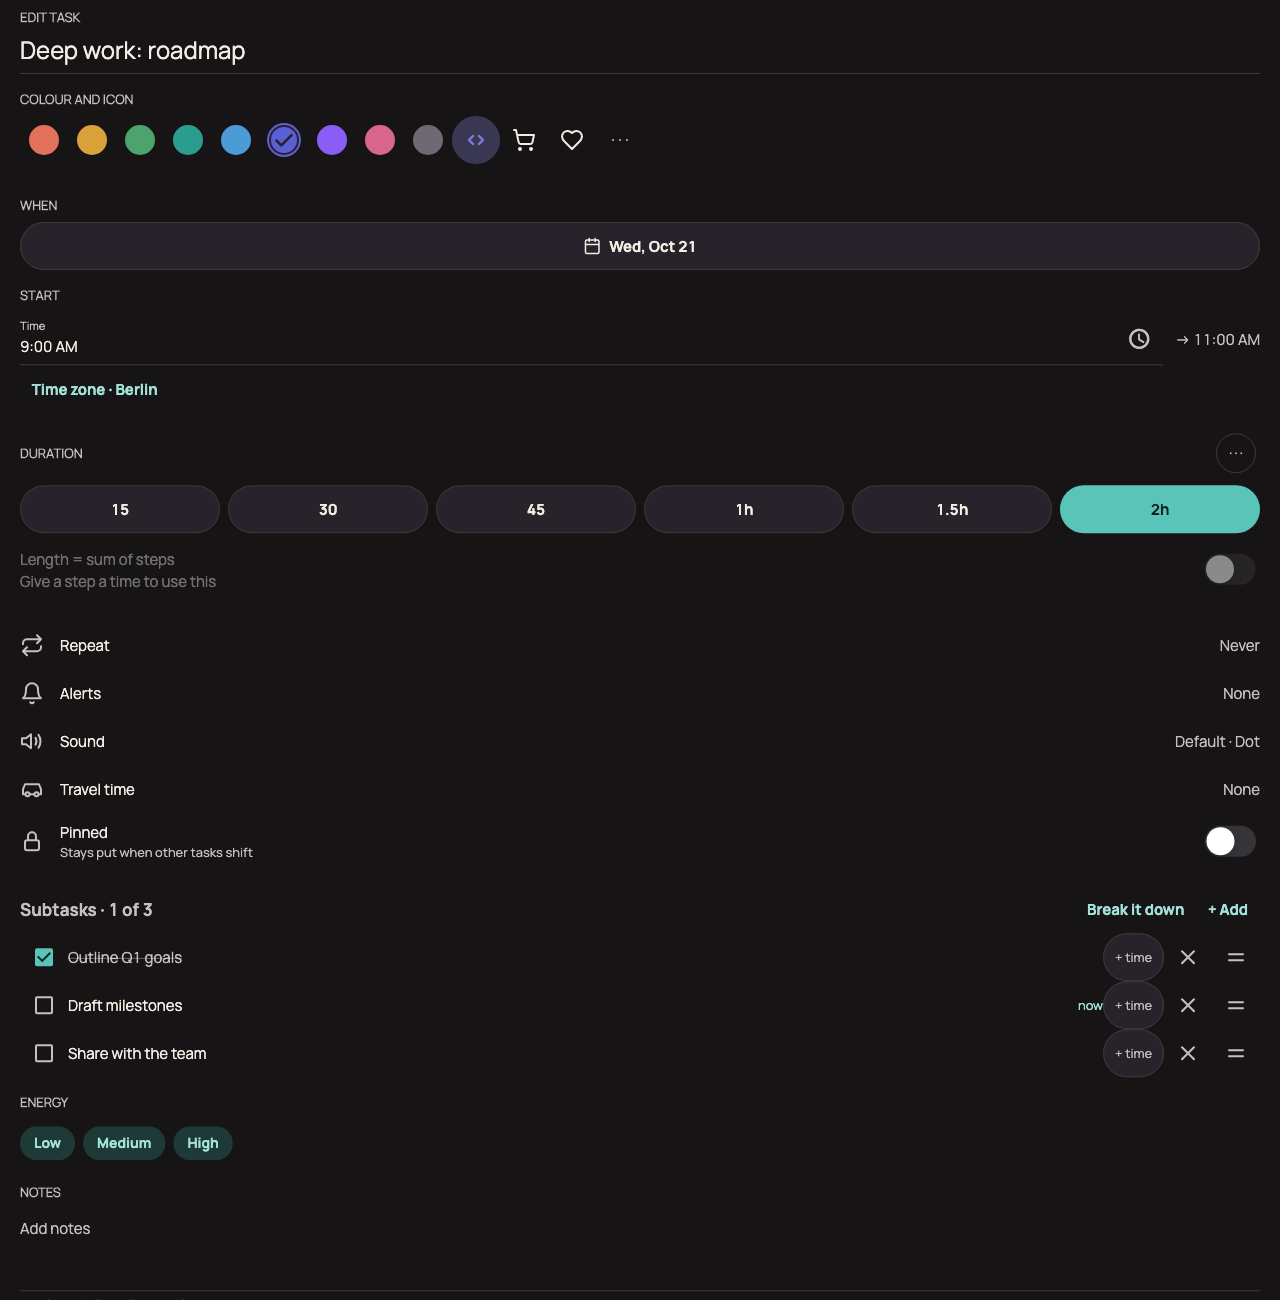 EDIT TASK
Deep work: roadmap
COLOUR AND ICON
WHEN
Wed, Oct 21
START
Time
9:00 AM
→ 11:00 AM
Time zone · Berlin
DURATION
15 30 45 1h 1.5h 2h
Length = sum of steps
Give a step a time to use this
Repeat Never
Alerts None
Sound Default · Dot
Travel time None
Pinned
Stays put when other tasks shift
Subtasks · 1 of 3 Break it down + Add
Outline Q1 goals + time
Draft milestones now + time
Share with the team + time
ENERGY
Low Medium High
NOTES
Add notes